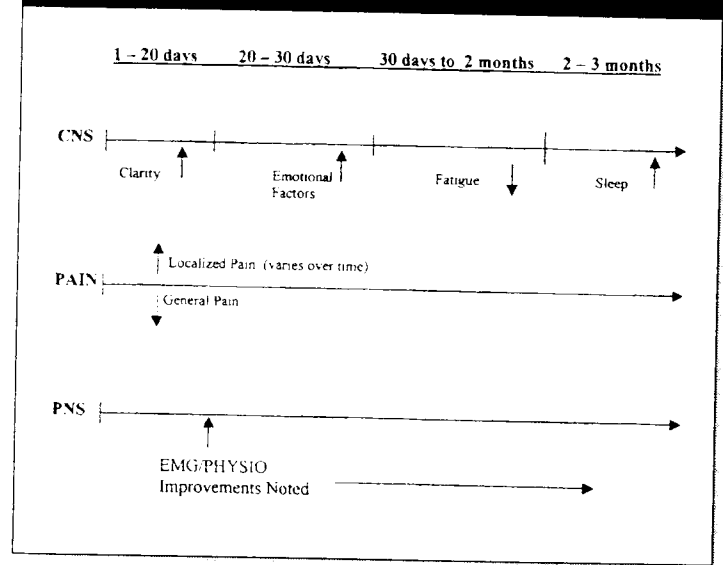 1 – 20 days 20 – 30 days 30 days to 2 months 2 – 3 months
CNS
Clarity Emotional Fatigue Sleep
Factors
Localized Pain (varies over time)
PAIN
General Pain
PNS
EMG/PHYSIO
Improvements Noted